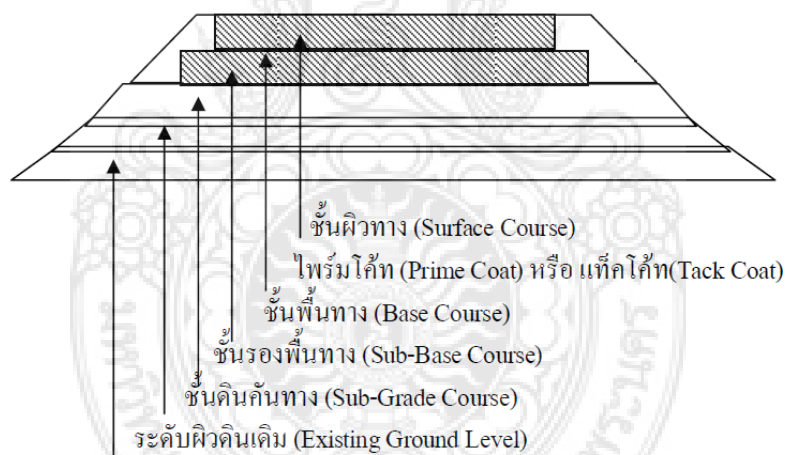 ชั้นผิวทาง (Surface Course)
ไพร์มโค้ท (Prime Coat) หรือ แท็คโค้ท(Tack Coat)
ชั้นพื้นทาง (Base Course)
ชั้นรองพื้นทาง (Sub-Base Course)
ชั้นดินคันทาง (Sub-Grade Course)
ระดับผิวดินเดิม (Existing Ground Level)